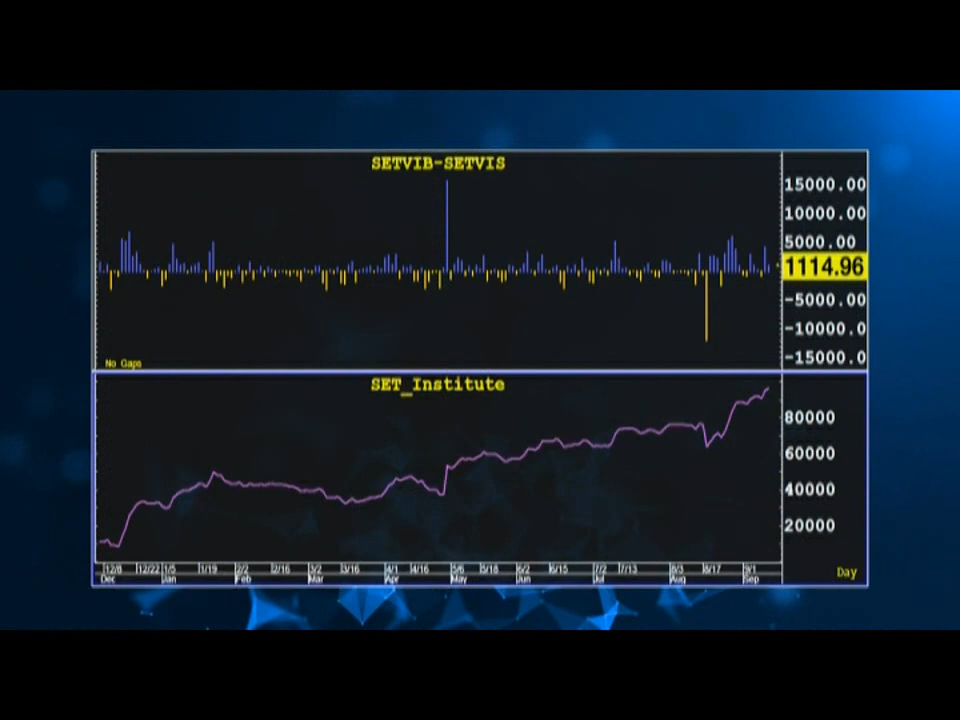 SETVIB-SETVIS
15000.00
10000.00
5000.00
1114.96
-5000.00
-10000.0
-15000.0
No Gaps
SET_Institute
80000
60000
40000
20000
12/8 12/22 1/5 1/19 2/2 2/16 3/2 3/16 4/1 4/16 5/6 5/18 6/2 6/15 7/2 7/13 8/3 8/17 9/1
Dec Jan Feb Mar Apr May Jun Jul Aug Sep
Day